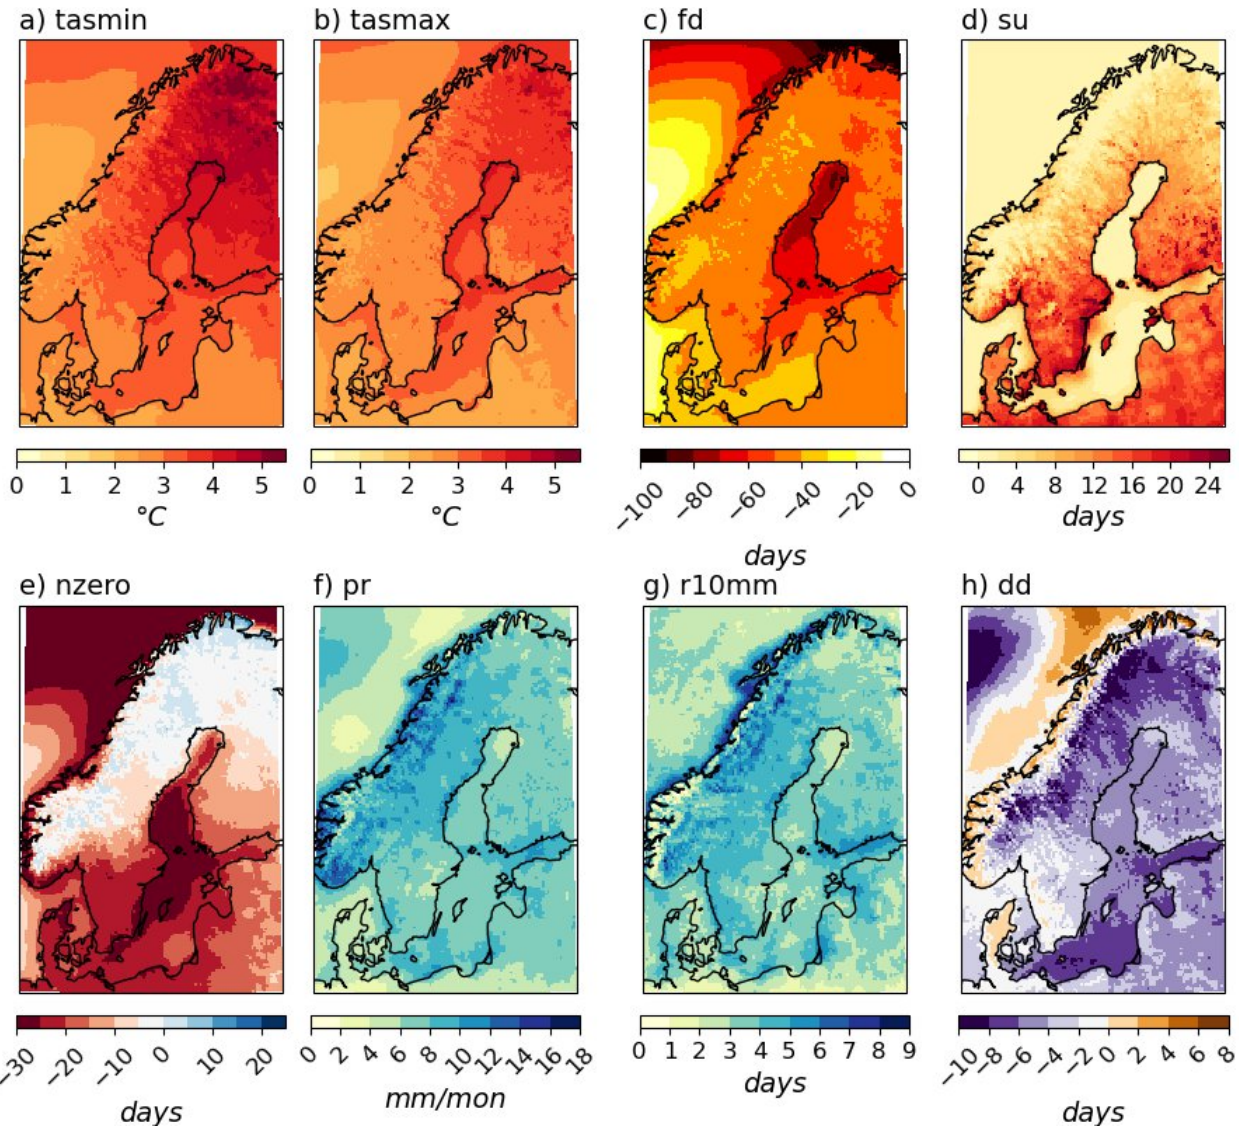 a) tasmin b) tasmax c) fd d) su
0 1 2 3 4 5 0 1 2 3 4 5 −100 −80 −60 −40 −20 0 0 4 8 12 16 20 24
°C °C days days
e) nzero f) pr g) r10mm h) dd
−30 −20 −10 0 10 20 0 2 4 6 8 10 12 14 16 18 0 1 2 3 4 5 6 7 8 9 −10 −8 −6 −4 −2 0 2 4 6 8
days mm/mon days days